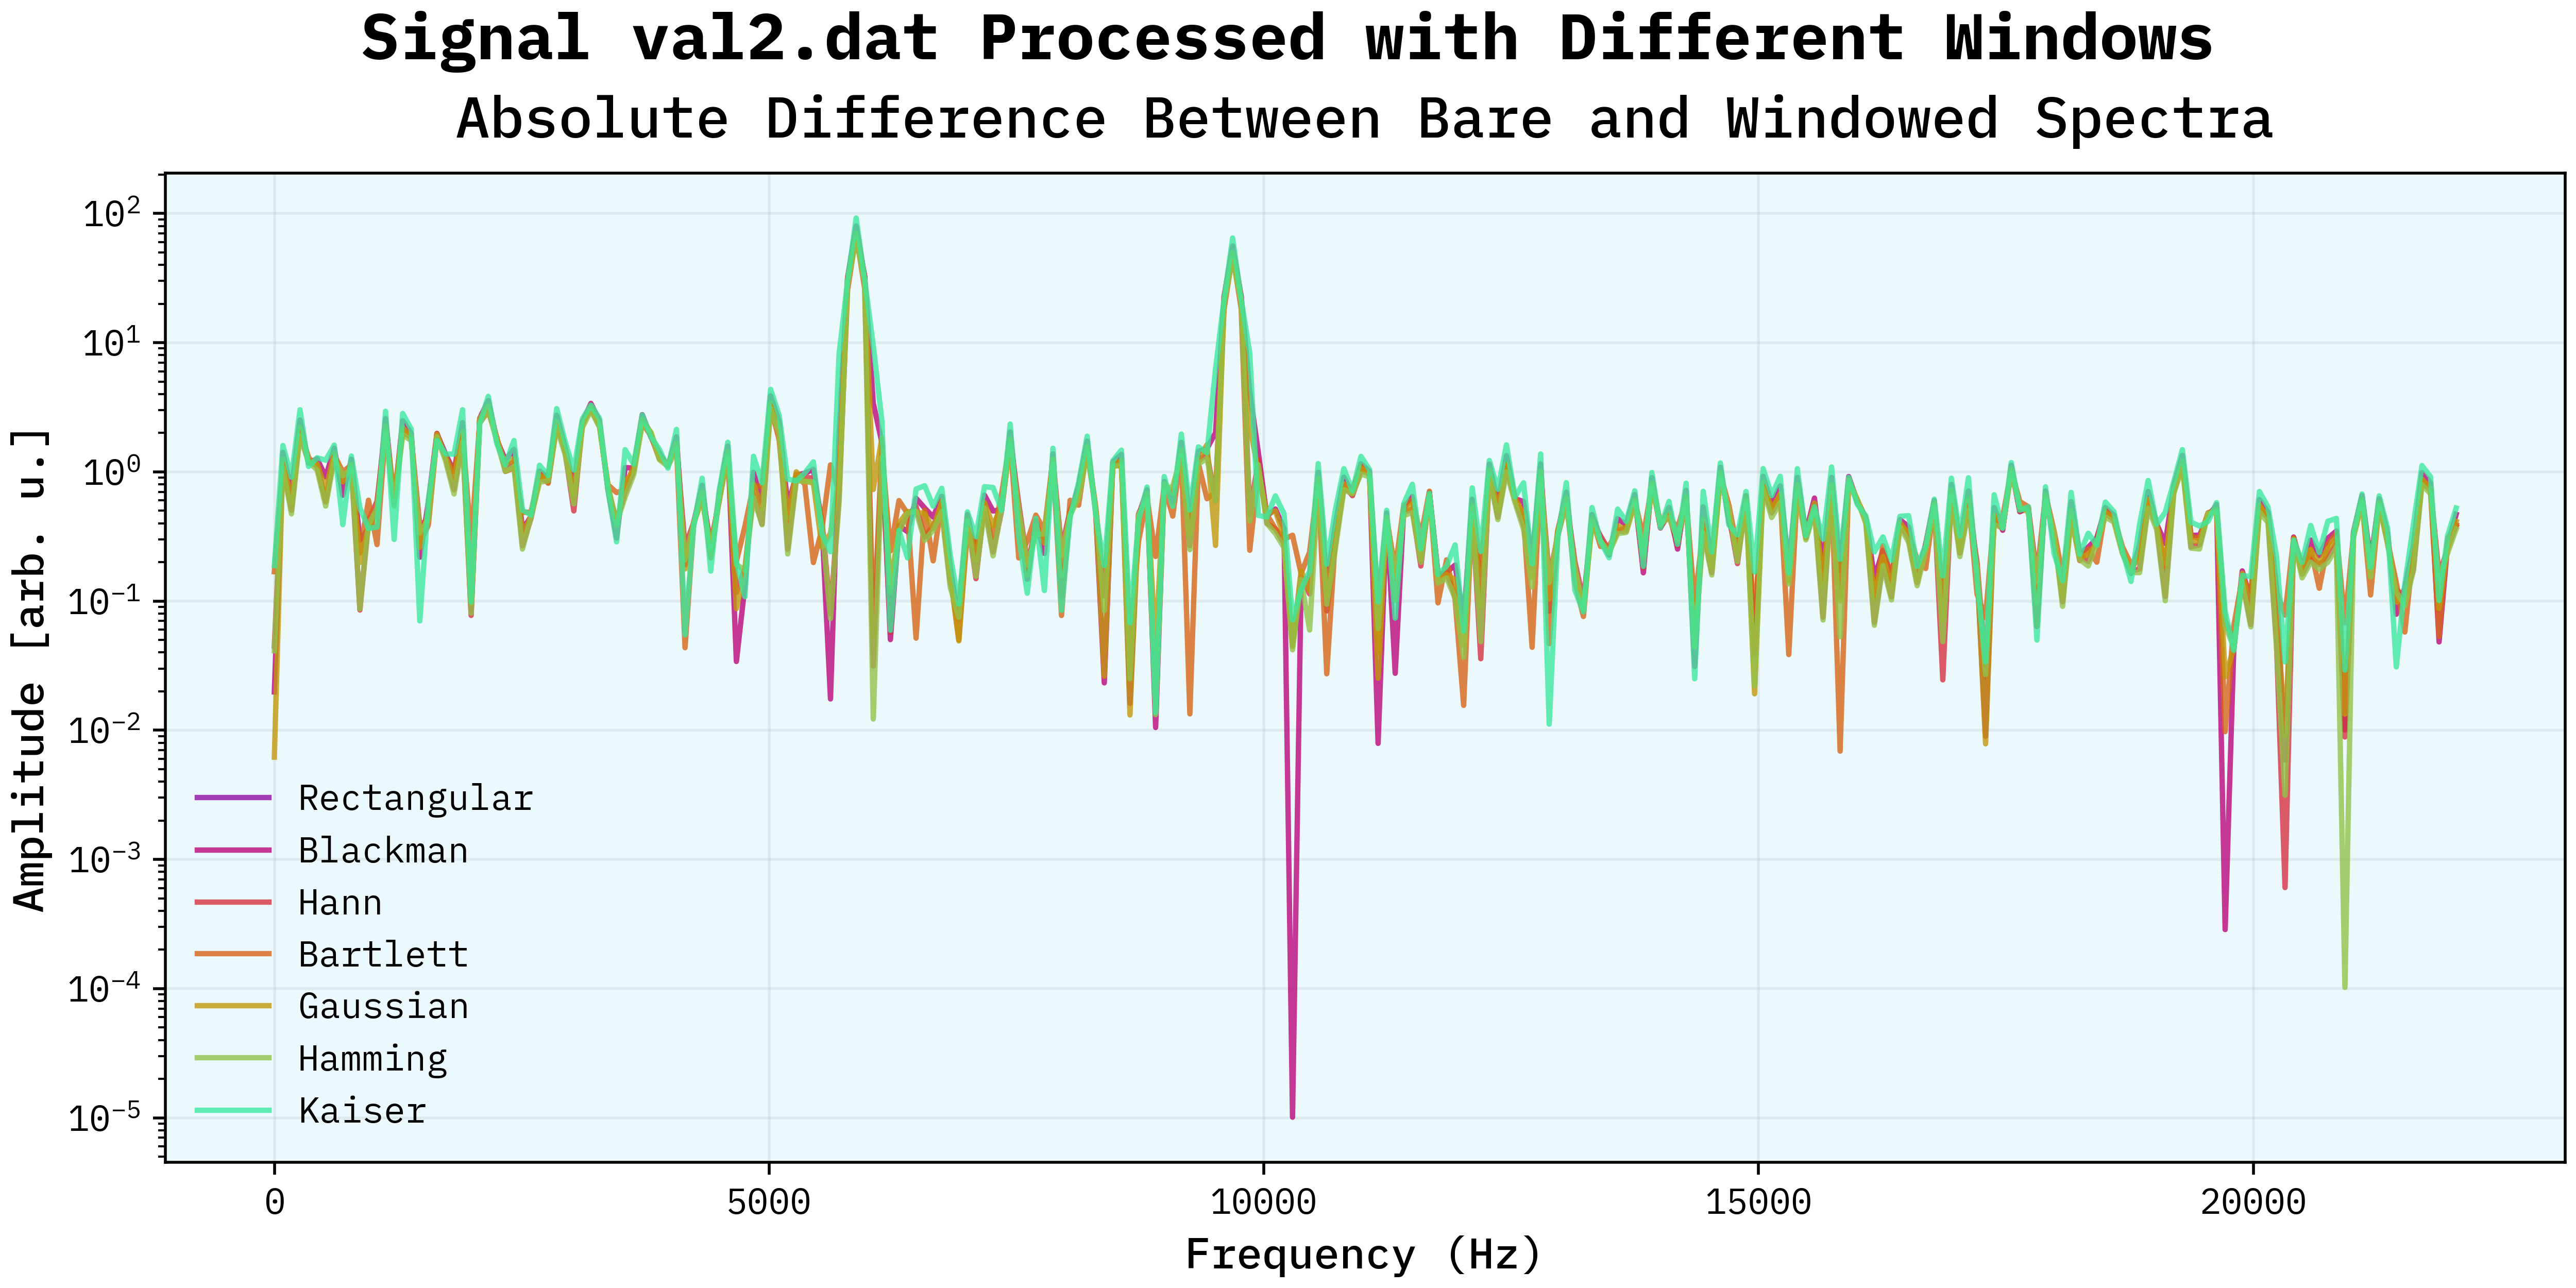 Signal val2.dat Processed with Different Windows
Absolute Difference Between Bare and Windowed Spectra
Amplitude [arb. u.]
10²
10¹
10⁰
10⁻¹
10⁻²
10⁻³
10⁻⁴
10⁻⁵
Rectangular
Blackman
Hann
Bartlett
Gaussian
Hamming
Kaiser
0 5000 10000 15000 20000
Frequency (Hz)